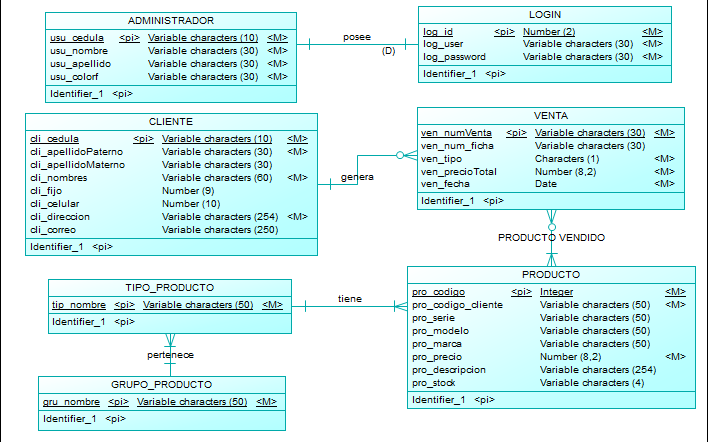 ADMINISTRADOR
usu_cedula <pi> Variable characters (10) <M>
usu_nombre Variable characters (30) <M>
usu_apellido Variable characters (30) <M>
usu_colorf Variable characters (30) <M>
Identifier_1 <pi>
posee
(D)
LOGIN
log_id <pi> Number (2) <M>
log_user Variable characters (30) <M>
log_password Variable characters (30) <M>
Identifier_1 <pi>
CLIENTE
cli_cedula <pi> Variable characters (10) <M>
cli_apellidoPaterno Variable characters (30) <M>
cli_apellidoMaterno Variable characters (30)
cli_nombres Variable characters (60) <M>
cli_fijo Number (9)
cli_celular Number (10)
cli_direccion Variable characters (254) <M>
cli_correo Variable characters (250)
Identifier_1 <pi>
genera
VENTA
ven_numVenta <pi> Variable characters (30) <M>
ven_num_ficha Variable characters (30)
ven_tipo Characters (1) <M>
ven_precioTotal Number (8,2) <M>
ven_fecha Date <M>
Identifier_1 <pi>
PRODUCTO VENDIDO
TIPO_PRODUCTO
tip_nombre <pi> Variable characters (50) <M>
Identifier_1 <pi>
tiene
PRODUCTO
pro_codigo <pi> Integer <M>
pro_codigo_cliente Variable characters (50) <M>
pro_serie Variable characters (50)
pro_modelo Variable characters (50)
pro_marca Variable characters (50)
pro_precio Number (8,2) <M>
pro_descripcion Variable characters (254)
pro_stock Variable characters (4)
Identifier_1 <pi>
pertenece
GRUPO_PRODUCTO
gru_nombre <pi> Variable characters (50) <M>
Identifier_1 <pi>